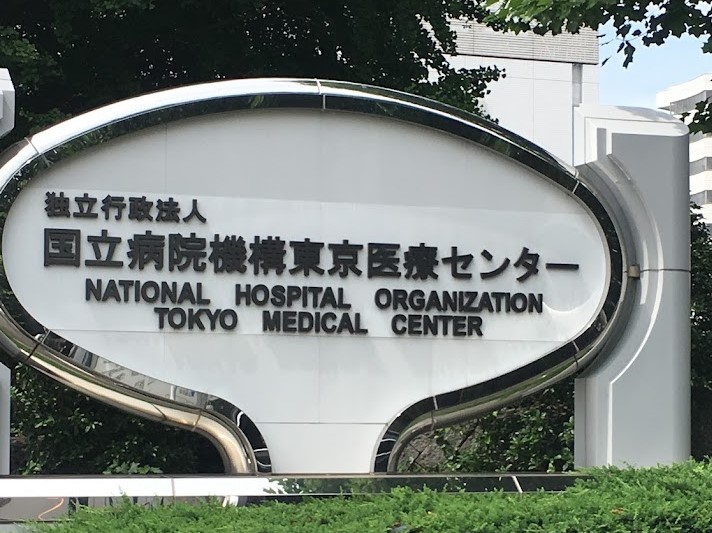 独立行政法人
国立病院機構東京医療センター
NATIONAL HOSPITAL ORGANIZATION
TOKYO MEDICAL CENTER